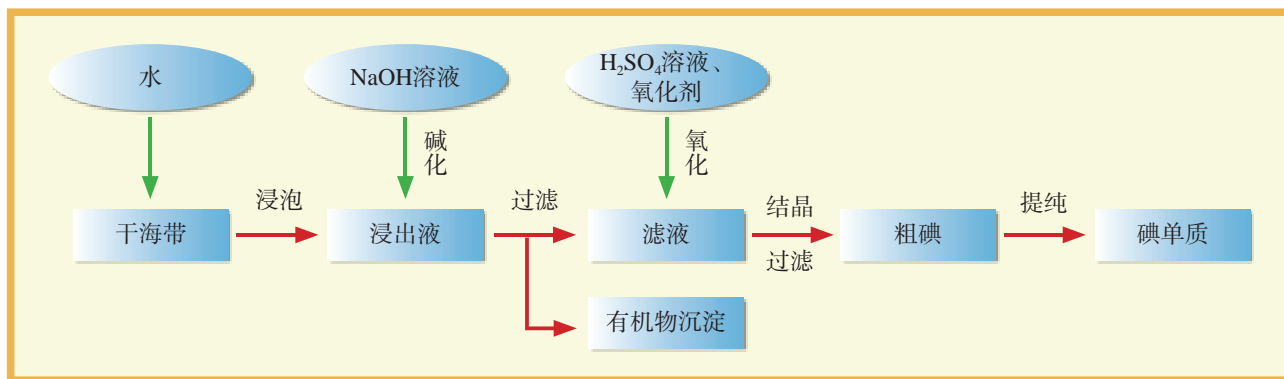 水
NaOH溶液
H₂SO₄溶液、
氧化剂
碱化
氧化
干海带
浸泡
浸出液
过滤
滤液
结晶
过滤
粗碘
提纯
碘单质
有机物沉淀